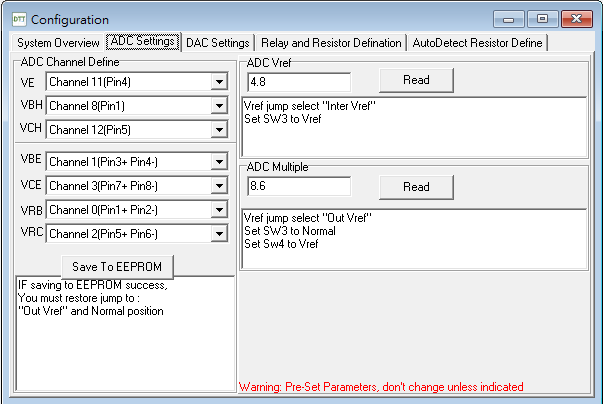 DTT Configuration
System Overview ADC Settings DAC Settings Relay and Resistor Defination AutoDetect Resistor Define
ADC Channel Define
VE Channel 11(Pin4)
VBH Channel 8(Pin1)
VCH Channel 12(Pin5)
VBE Channel 1(Pin3+ Pin4-)
VCE Channel 3(Pin7+ Pin8-)
VRB Channel 0(Pin1+ Pin2-)
VRC Channel 2(Pin5+ Pin6-)
Save To EEPROM
IF saving to EEPROM success,
You must restore jump to :
"Out Vref" and Normal position
ADC Vref
4.8 Read
Vref jump select "Inter Vref"
Set SW3 to Vref
ADC Multiple
8.6 Read
Vref jump select "Out Vref"
Set SW3 to Normal
Set Sw4 to Vref
Warning: Pre-Set Parameters, don't change unless indicated